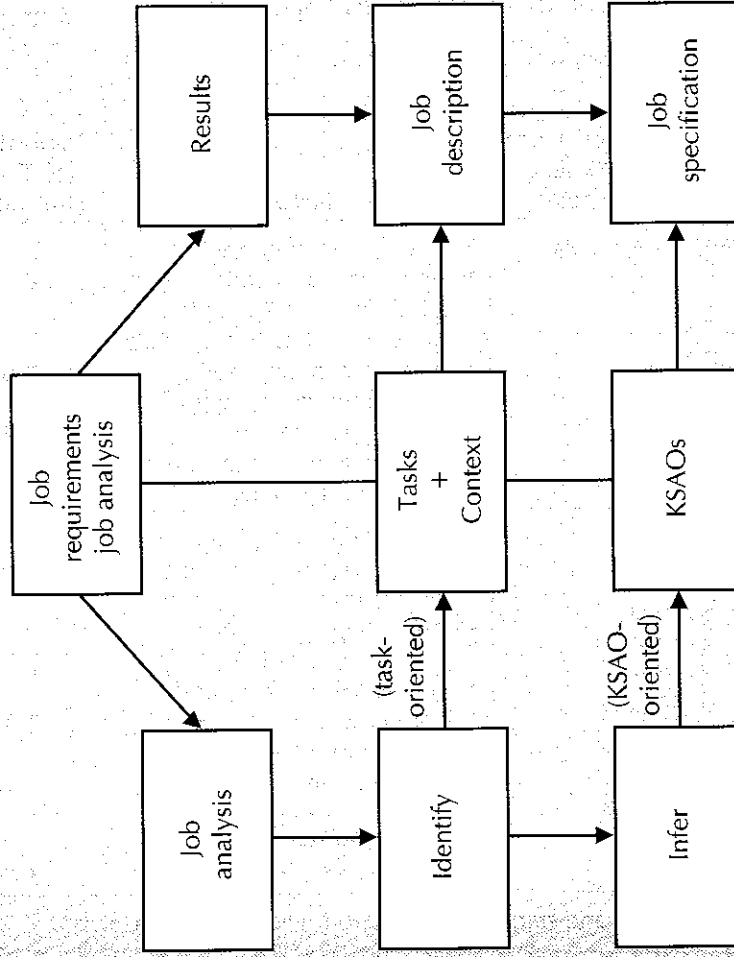 Job
requirements
job analysis
Job
analysis
Results
Identify
(task-
oriented)
Tasks
+
Context
Job
description
Infer
(KSAO-
oriented)
KSAOs
Job
specification